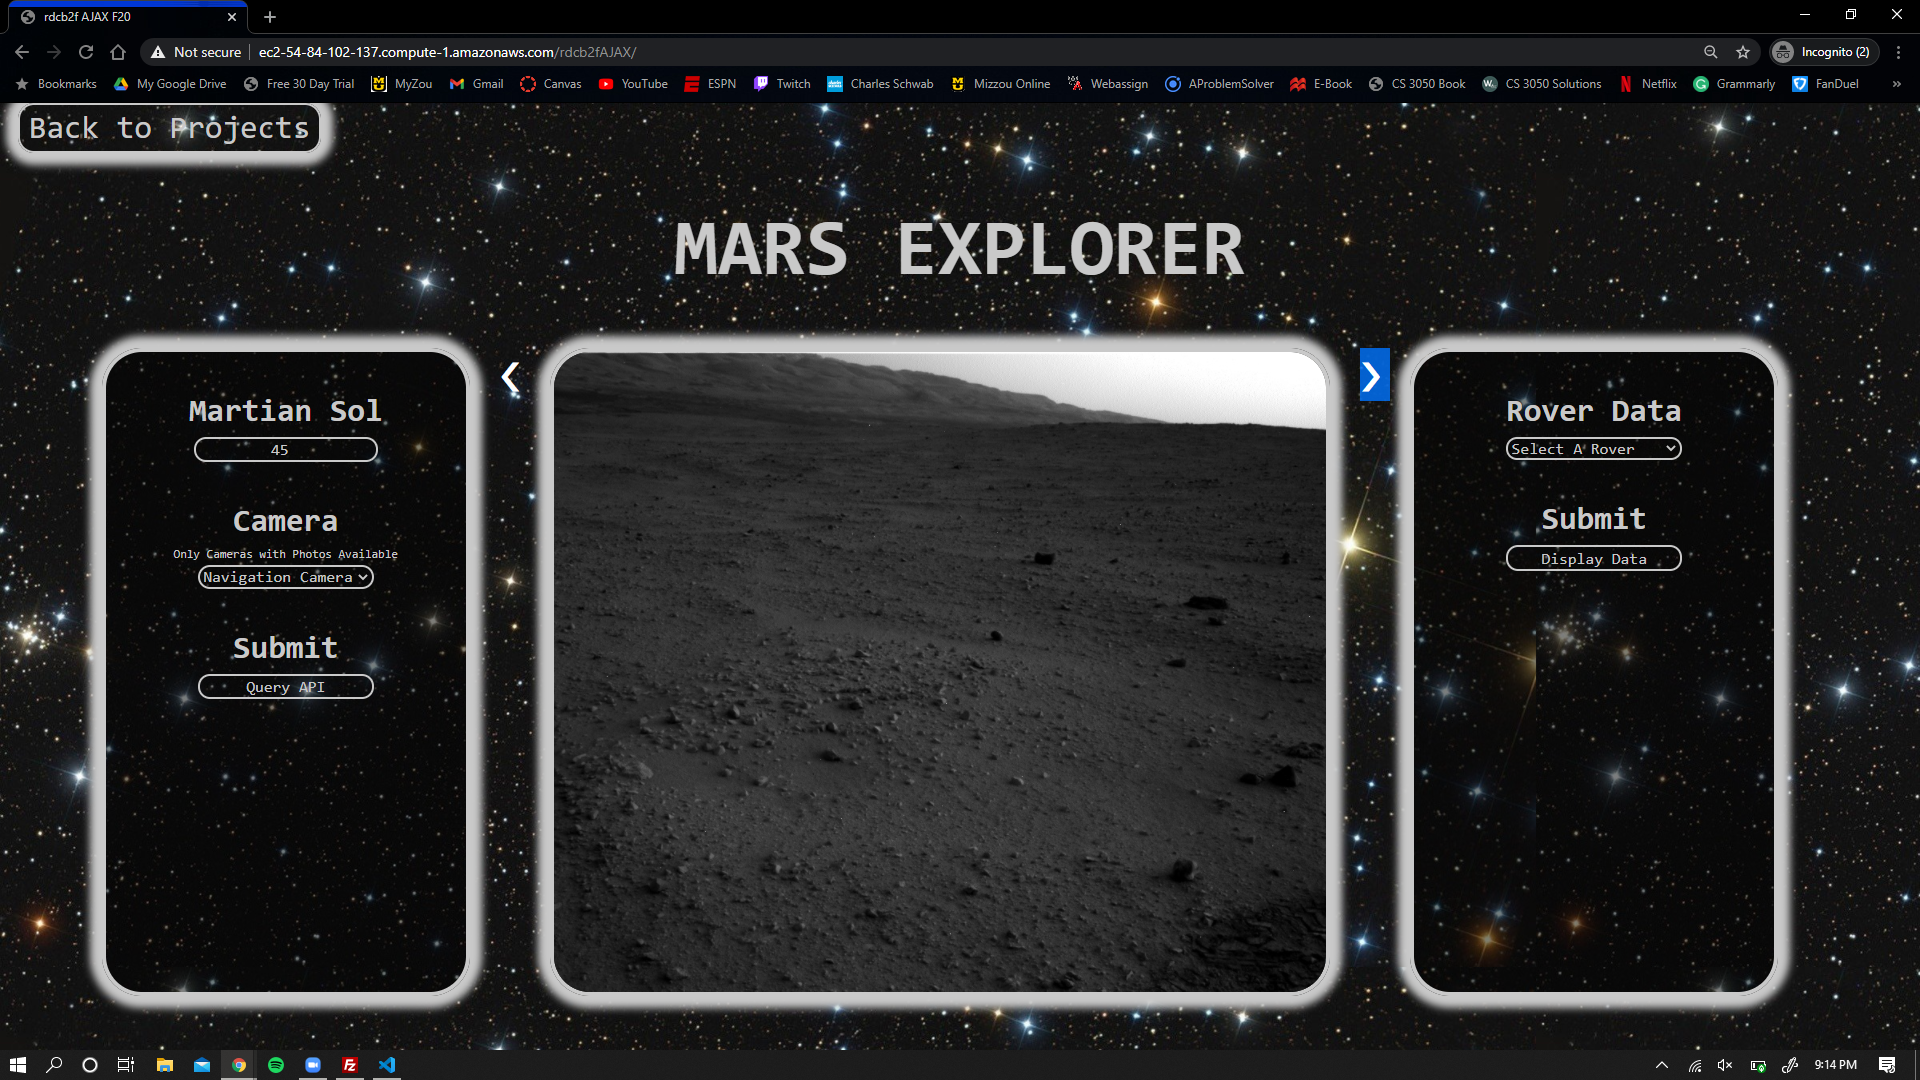 rdcb2f AJAX F20
Not secure
ec2-54-84-102-137.compute-1.amazonaws.com/rdcb2fAJAX/
Incognito (2)
Bookmarks My Google Drive Free 30 Day Trial MyZou Gmail Canvas YouTube ESPN Twitch Charles Schwab Mizzou Online Webassign AProblemSolver E-Book CS 3050 Book CS 3050 Solutions Netflix Grammarly FanDuel
Back to Projects
MARS EXPLORER
Martian Sol
45
Camera
Only Cameras with Photos Available
Navigation Camera
Submit
Query API
Rover Data
Select A Rover
Submit
Display Data
9:14 PM